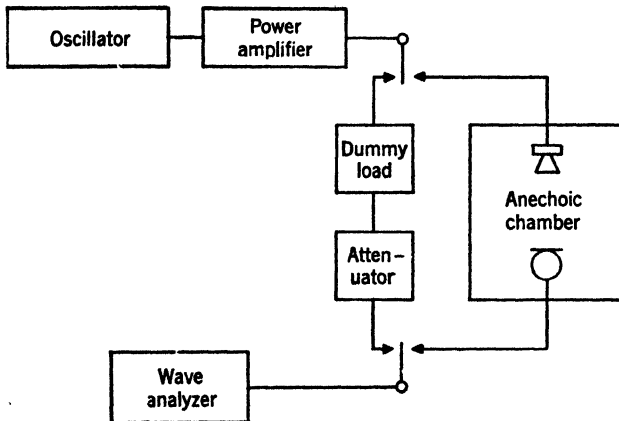 Oscillator
Power
amplifier
Dummy
load
Anechoic
chamber
Atten-
uator
Wave
analyzer